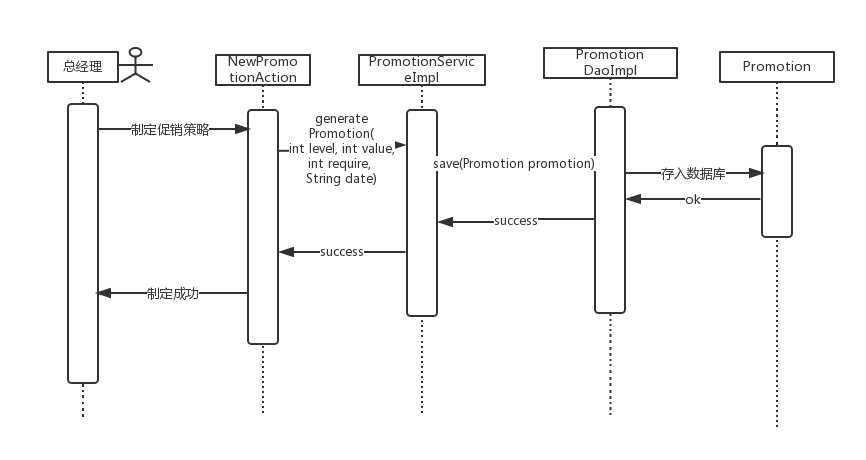 总经理
NewPromo
tionAction
PromotionServic
eImpl
Promotion
DaoImpl
Promotion
制定促销策略
generate
Promotion(
int level, int value,
int require,
String date)
save(Promotion promotion)
存入数据库
ok
success
success
制定成功